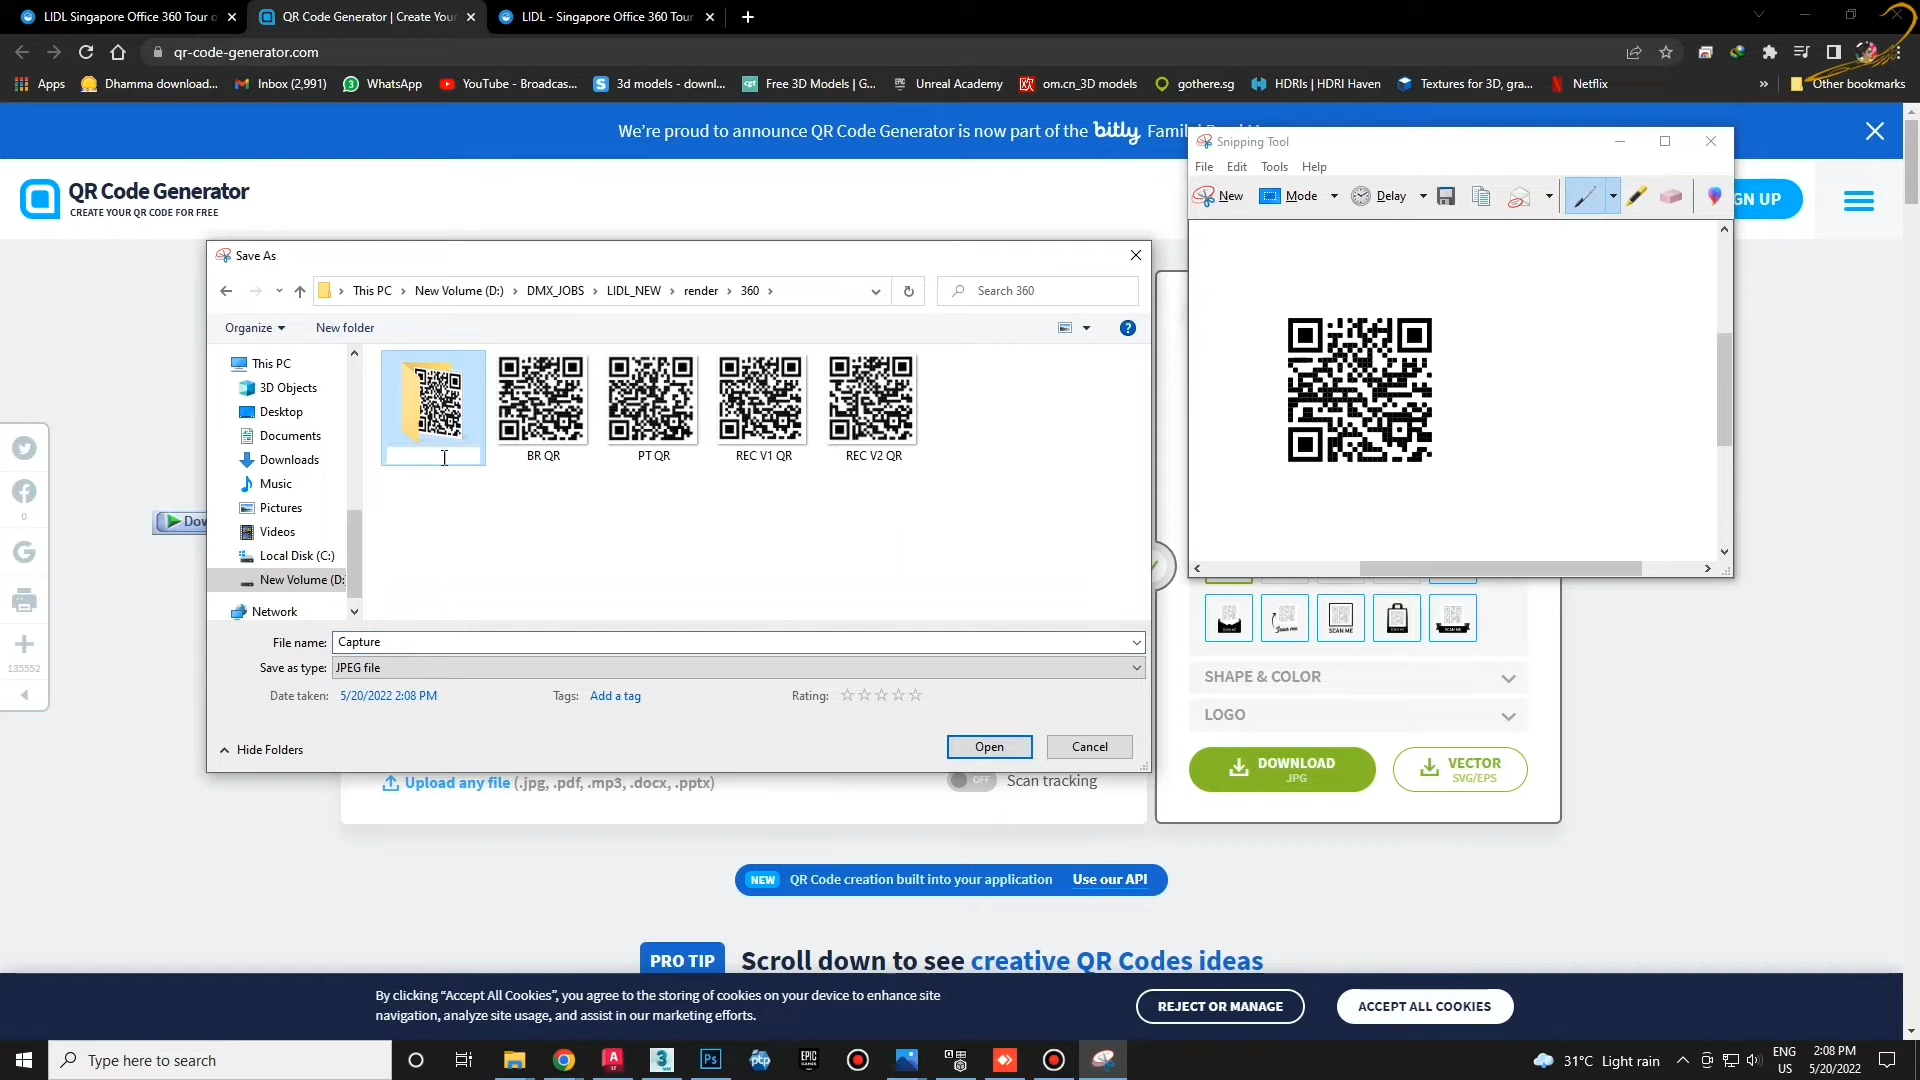 LIDL Singapore Office 360 Tour o
QR Code Generator | Create Your
LIDL - Singapore Office 360 Tour
qr-code-generator.com
Apps
Dhamma download...
Inbox (2,991)
WhatsApp
YouTube - Broadcas...
3d models - downl...
Free 3D Models | G...
Unreal Academy
om.cn_3D models
gothere.sg
HDRIs | HDRI Haven
Textures for 3D, gra...
Netflix
»
Other bookmarks
We're proud to announce QR Code Generator is now part of the bitly Famil
QR Code Generator
CREATE YOUR QR CODE FOR FREE
GN UP
Snipping Tool
File Edit Tools Help
New Mode Delay
Save As
This PC > New Volume (D:) > DMX_JOBS > LIDL_NEW > render > 360 >
Search 360
Organize
New folder
This PC
3D Objects
Desktop
Documents
Downloads
Music
Pictures
Videos
Local Disk (C:)
New Volume (D:
Network
BR QR
PT QR
REC V1 QR
REC V2 QR
File name: Capture
Save as type: JPEG file
Date taken: 5/20/2022 2:08 PM
Tags: Add a tag
Rating:
Hide Folders
Open
Cancel
0
135552
Dow
SCAN ME
SHAPE & COLOR
LOGO
DOWNLOAD
JPG
VECTOR
SVG/EPS
Upload any file (.jpg, .pdf, .mp3, .docx, .pptx)
OFF
Scan tracking
NEW QR Code creation built into your application Use our API
PRO TIP
Scroll down to see creative QR Codes ideas
By clicking “Accept All Cookies”, you agree to the storing of cookies on your device to enhance site
navigation, analyze site usage, and assist in our marketing efforts.
REJECT OR MANAGE
ACCEPT ALL COOKIES
Type here to search
31°C Light rain
ENG
US
2:08 PM
5/20/2022